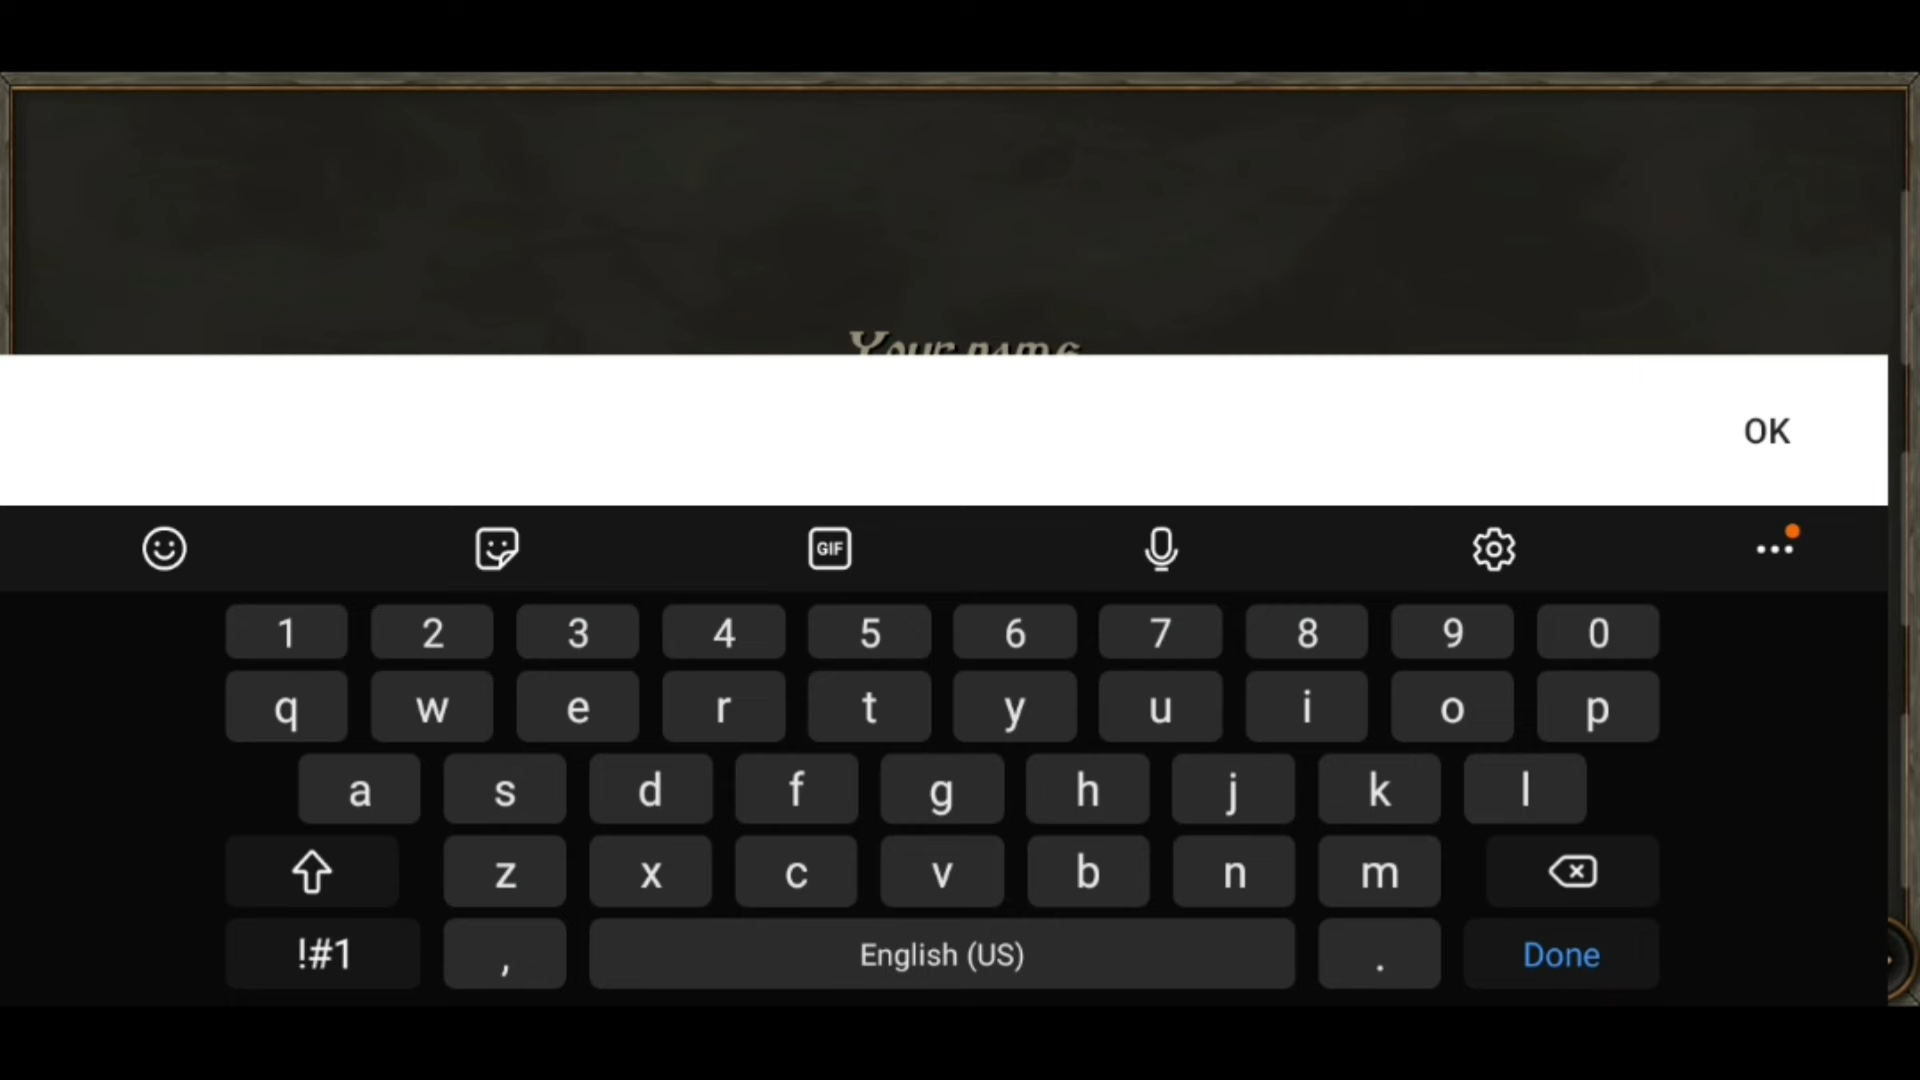 Your name
OK
GIF
1 2 3 4 5 6 7 8 9 0
q w e r t y u i o p
a s d f g h j k l
z x c v b n m
!#1 , English (US) . Done